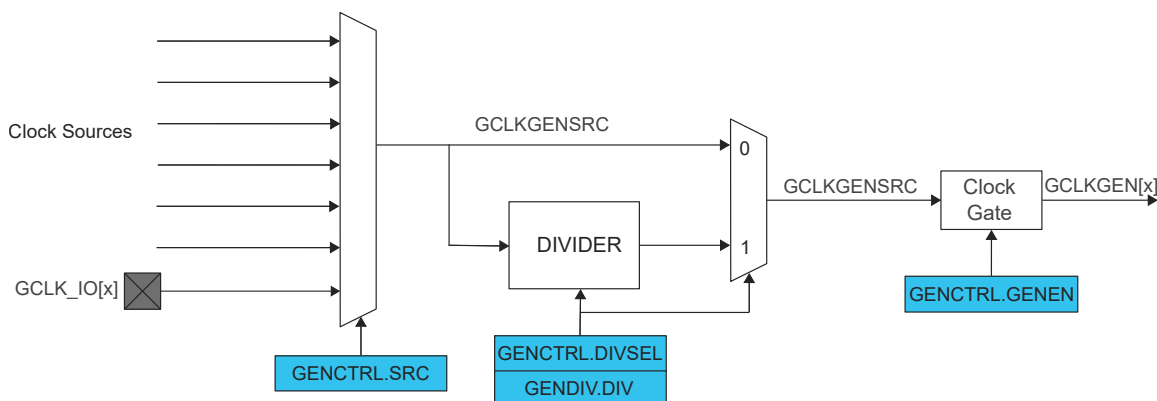 Clock Sources
GCLK_IO[x]
GENCTRL.SRC
GCLKGENSRC
DIVIDER
0
1
GENCTRL.DIVSEL
GENDIV.DIV
GCLKGENSRC
Clock
Gate
GENCTRL.GENEN
GCLKGEN[x]